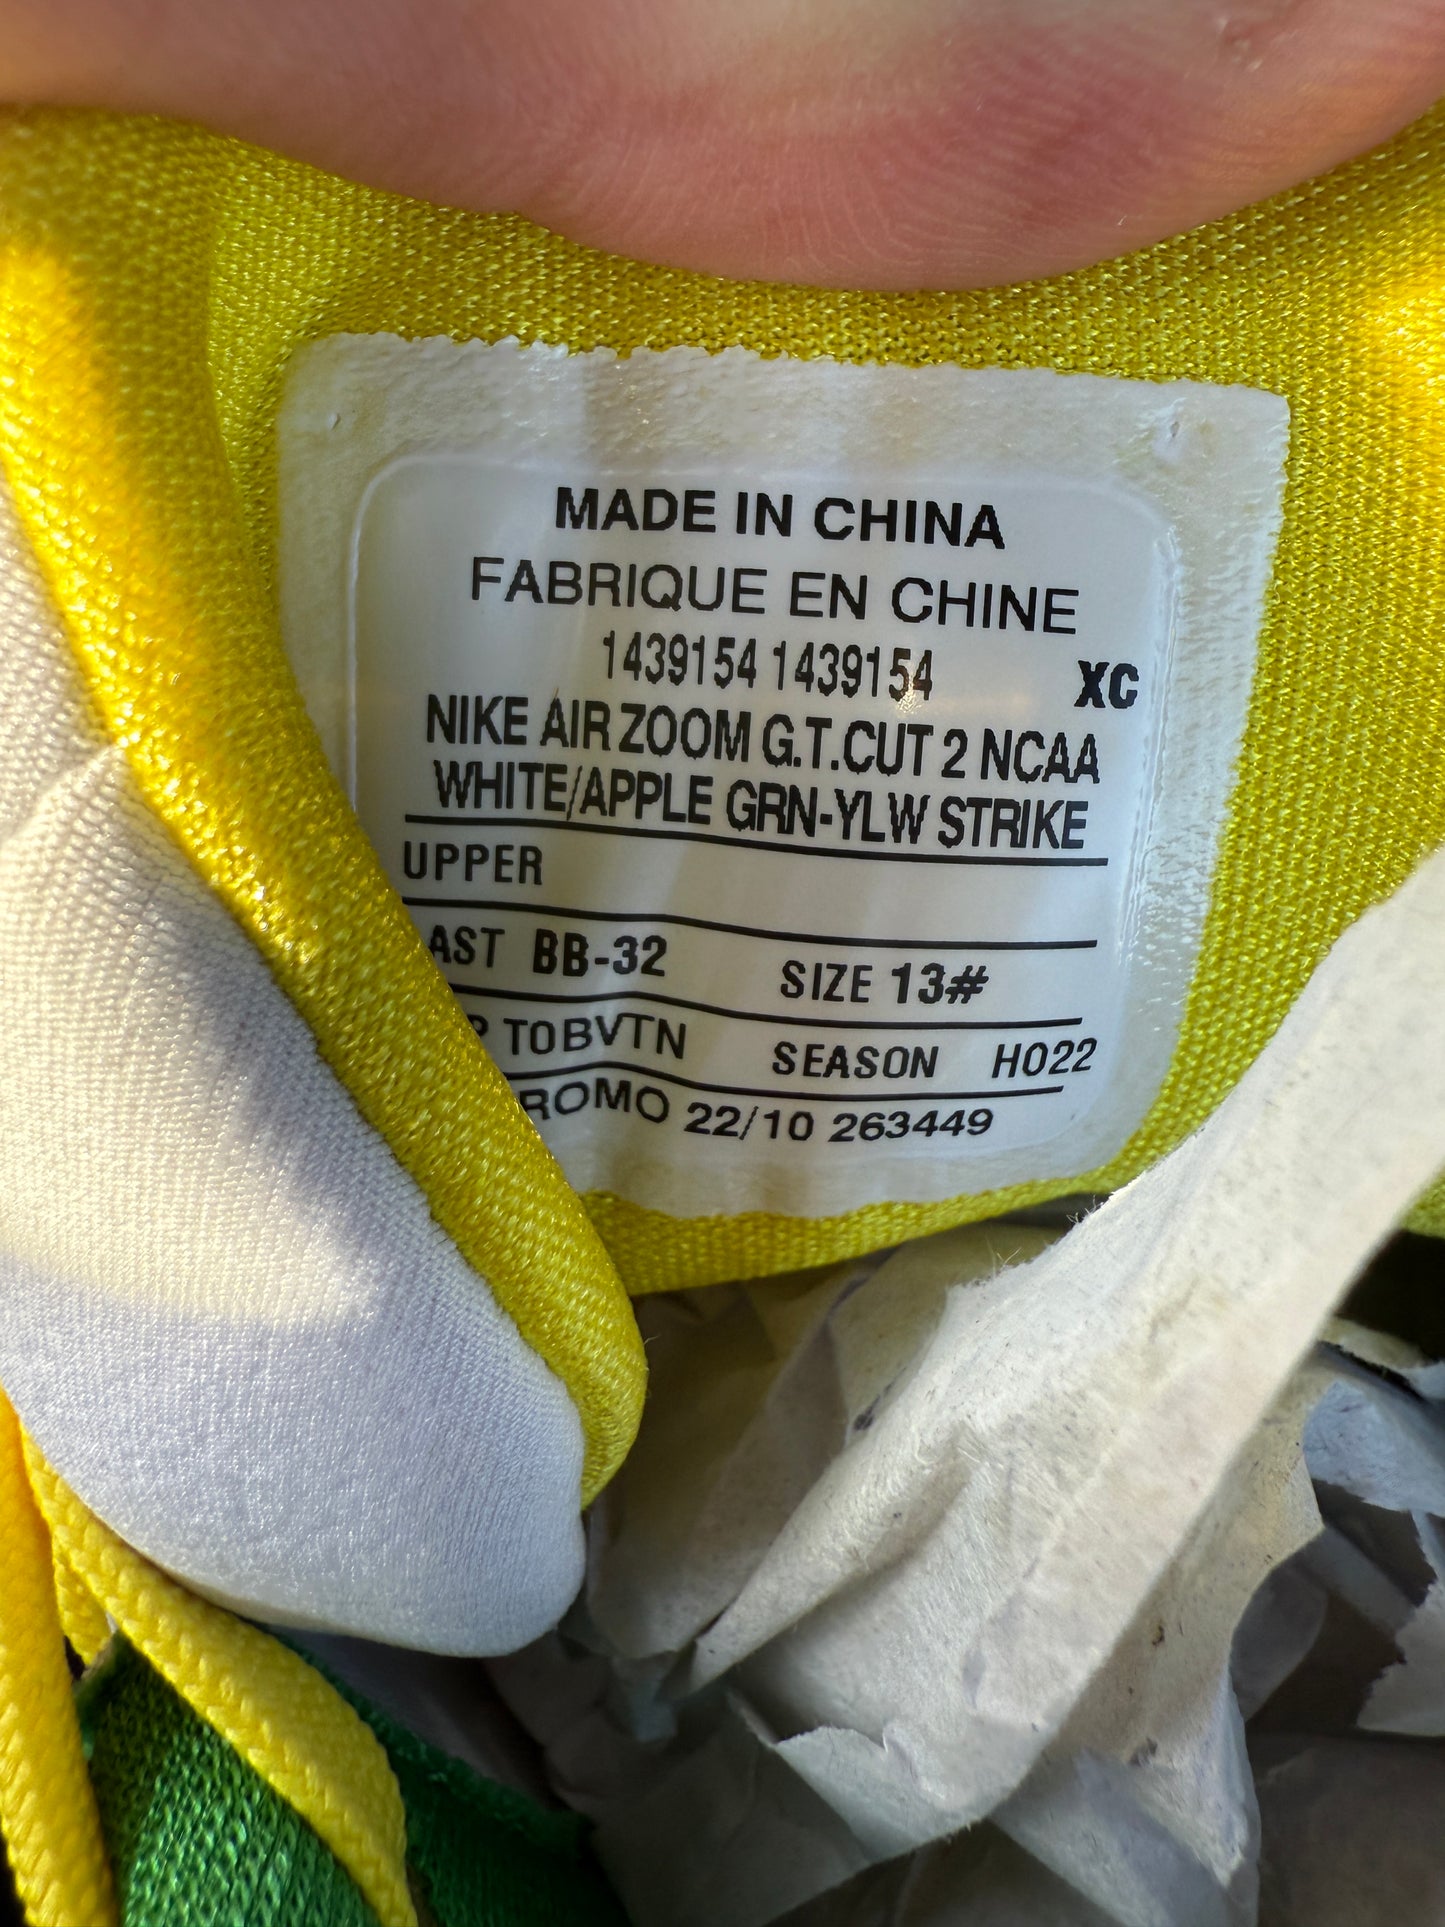 MADE IN CHINA
FABRIQUE EN CHINE
1439154 1439154 XC
NIKE AIR ZOOM G.T.CUT 2 NCAA
WHITE/APPLE GRN-YLW STRIKE
UPPER
AST BB-32 SIZE 13#
P TOBVTN SEASON HO22
ROMO 22/10 263449